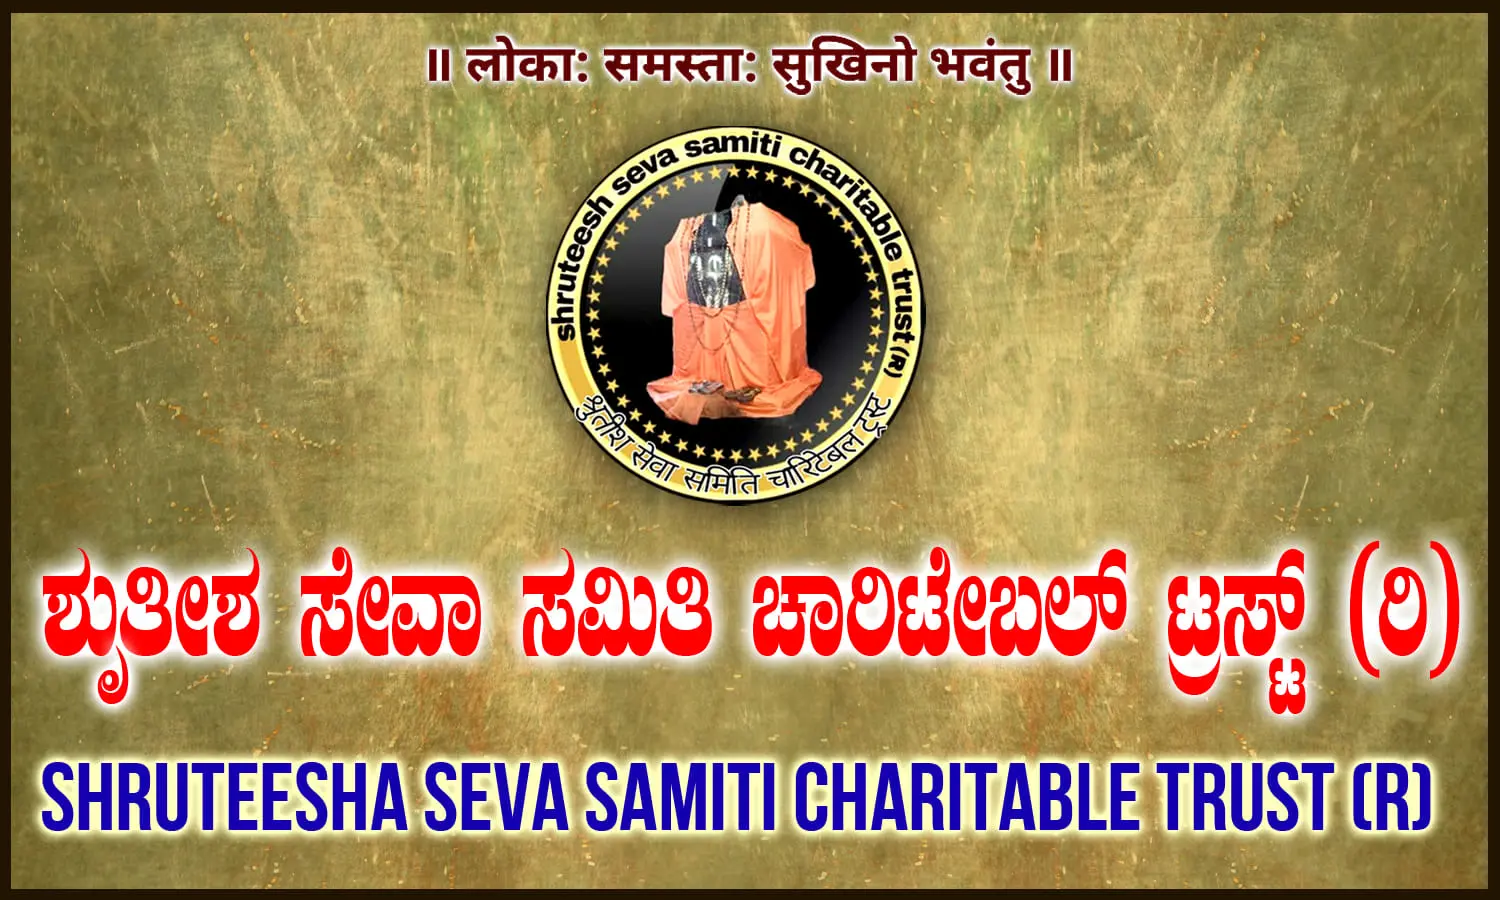 ॥ लोका: समस्ता: सुखिनो भवंतु ॥
shruteesh seva samiti charitable trust (R)
श्रुतीश सेवा समिति चारिटेबल ट्रस्ट
ಶ್ರುತೀಶ ಸೇವಾ ಸಮಿತಿ ಚಾರಿಟೇಬಲ್ ಟ್ರಸ್ಟ್ (ರಿ)
SHRUTEESHA SEVA SAMITI CHARITABLE TRUST (R)